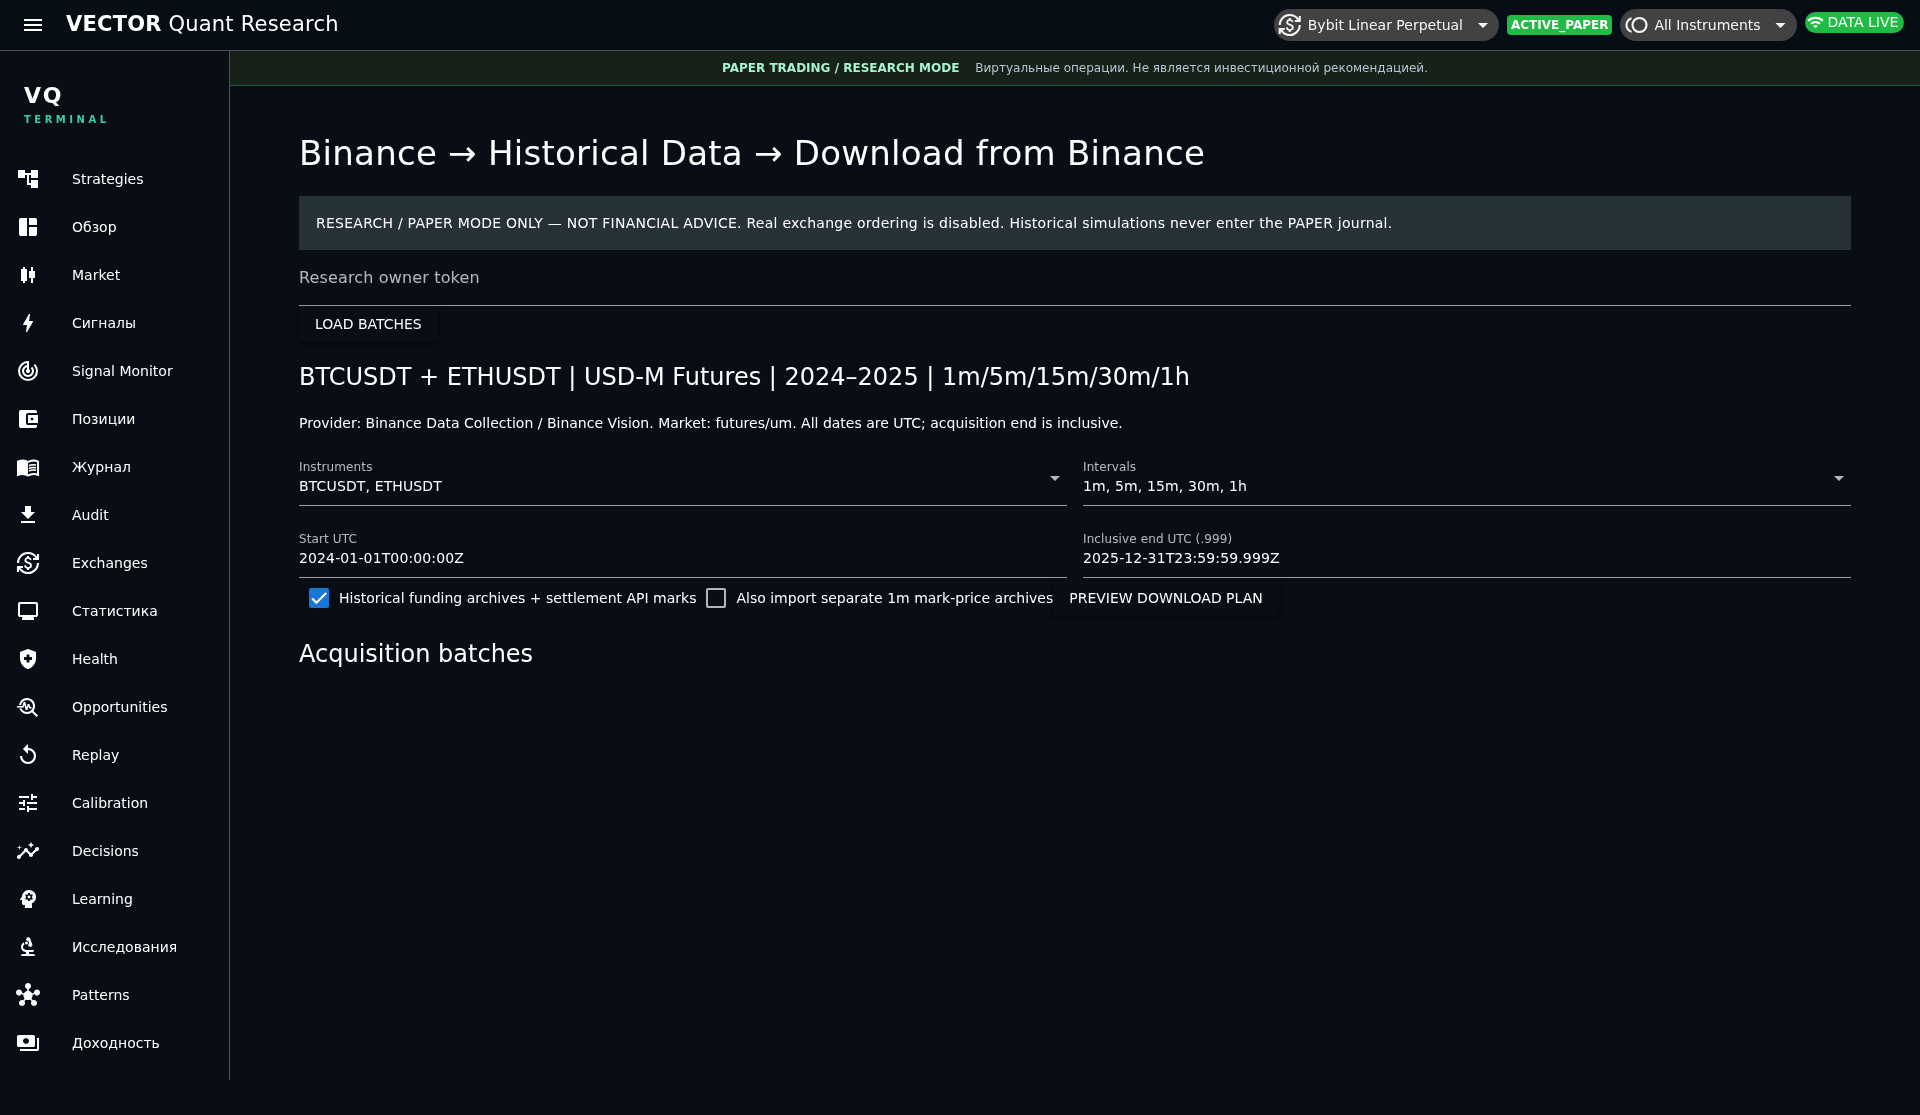 VECTOR Quant Research
Bybit Linear Perpetual
ACTIVE_PAPER
All Instruments
DATA LIVE
PAPER TRADING / RESEARCH MODE Виртуальные операции. Не является инвестиционной рекомендацией.
VQ
TERMINAL
Strategies
Обзор
Market
Сигналы
Signal Monitor
Позиции
Журнал
Audit
Exchanges
Статистика
Health
Opportunities
Replay
Calibration
Decisions
Learning
Исследования
Patterns
Доходность
Binance → Historical Data → Download from Binance
RESEARCH / PAPER MODE ONLY — NOT FINANCIAL ADVICE. Real exchange ordering is disabled. Historical simulations never enter the PAPER journal.
Research owner token
LOAD BATCHES
BTCUSDT + ETHUSDT | USD-M Futures | 2024–2025 | 1m/5m/15m/30m/1h
Provider: Binance Data Collection / Binance Vision. Market: futures/um. All dates are UTC; acquisition end is inclusive.
Instruments
BTCUSDT, ETHUSDT
Intervals
1m, 5m, 15m, 30m, 1h
Start UTC
2024-01-01T00:00:00Z
Inclusive end UTC (.999)
2025-12-31T23:59:59.999Z
Historical funding archives + settlement API marks
Also import separate 1m mark-price archives
PREVIEW DOWNLOAD PLAN
Acquisition batches